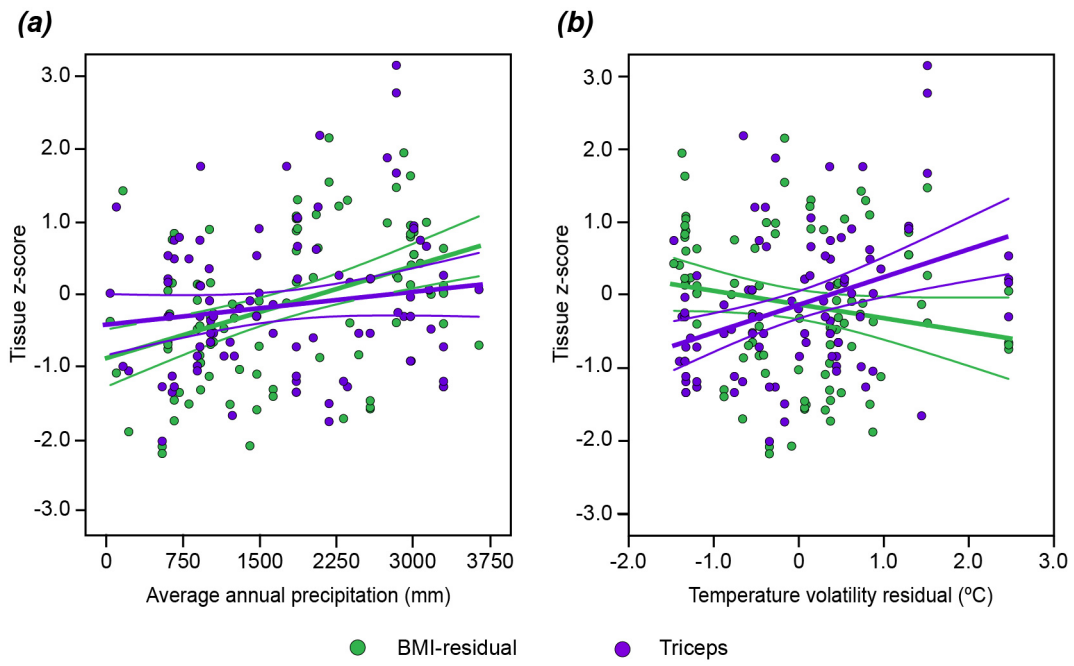 (a)
(b)
Tissue z-score
3.0
2.0
1.0
0
-1.0
-2.0
-3.0
0 750 1500 2250 3000 3750
Average annual precipitation (mm)
Tissue z-score
3.0
2.0
1.0
0
-1.0
-2.0
-3.0
-2.0 -1.0 0 1.0 2.0 3.0
Temperature volatility residual (ºC)
BMI-residual Triceps